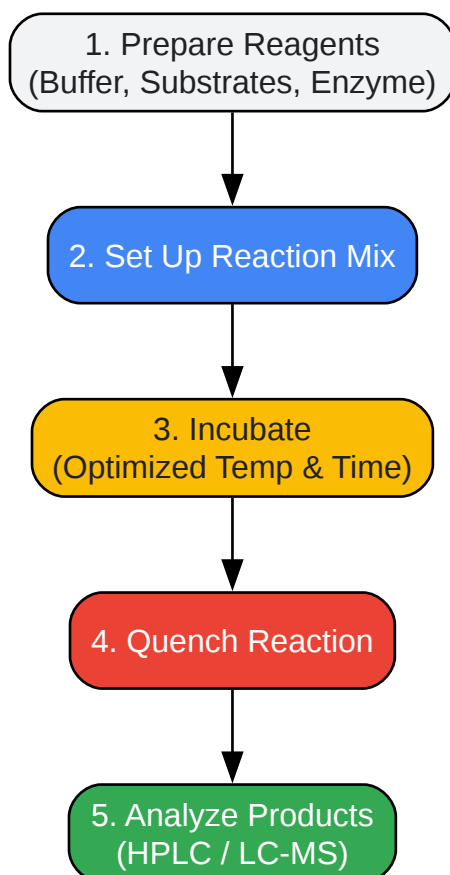 1. Prepare Reagents
(Buffer, Substrates, Enzyme)
2. Set Up Reaction Mix
3. Incubate
(Optimized Temp & Time)
4. Quench Reaction
5. Analyze Products
(HPLC / LC-MS)